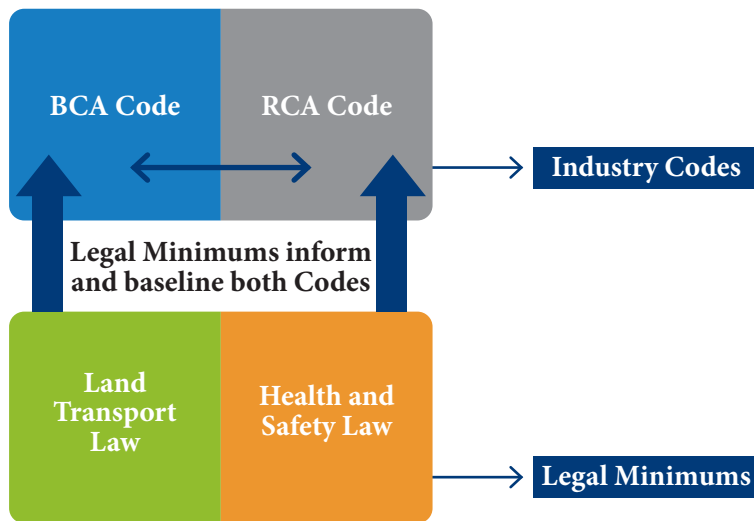 BCA Code
RCA Code
Industry Codes
Legal Minimums inform
and baseline both Codes
Land
Transport
Law
Health and
Safety Law
Legal Minimums